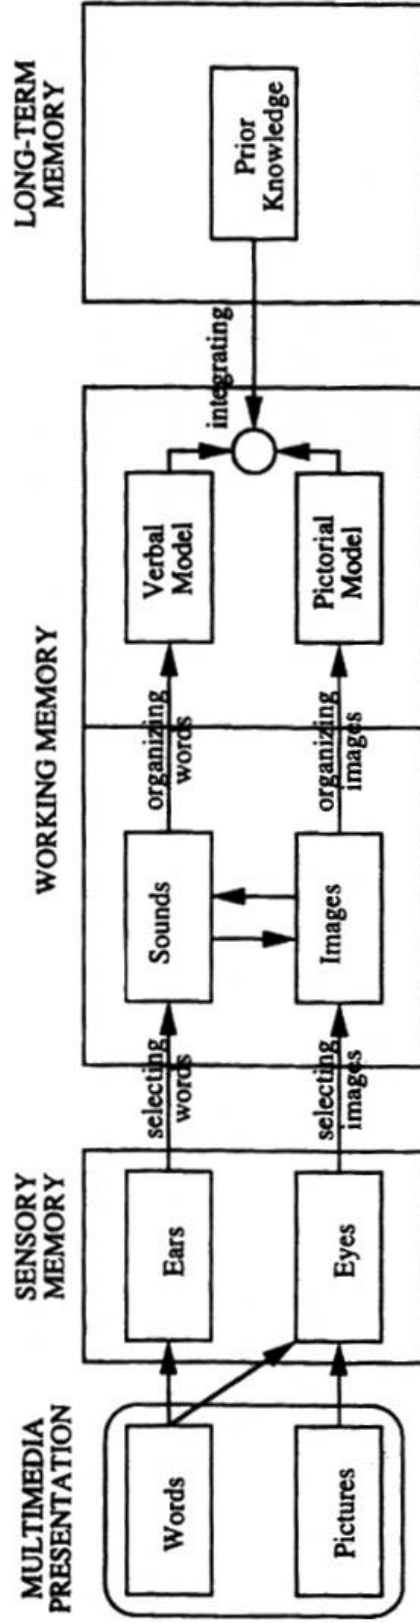 MULTIMEDIA
PRESENTATION
SENSORY
MEMORY
WORKING MEMORY
LONG-TERM
MEMORY
Words
Ears
selecting
words
Sounds
organizing
words
Verbal
Model
integrating
Prior
Knowledge
Pictures
Eyes
selecting
images
Images
organizing
images
Pictorial
Model